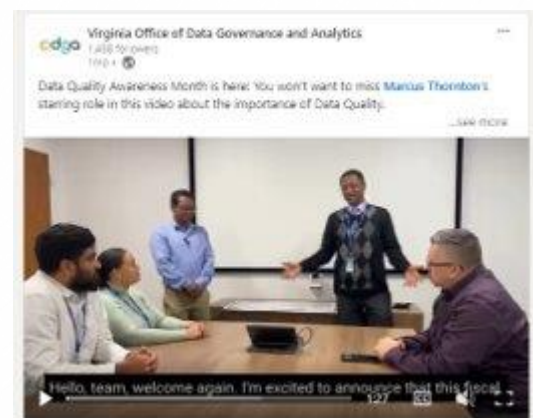 odga
Virginia Office of Data Governance and Analytics
1,458 followers
1mo •
Data Quality Awareness Month is here! You won't want to miss Marcus Thornton's
starring role in this video about the importance of Data Quality.
...see more
Hello, team, welcome again. I'm excited to announce that this fiscal
1:27
CC